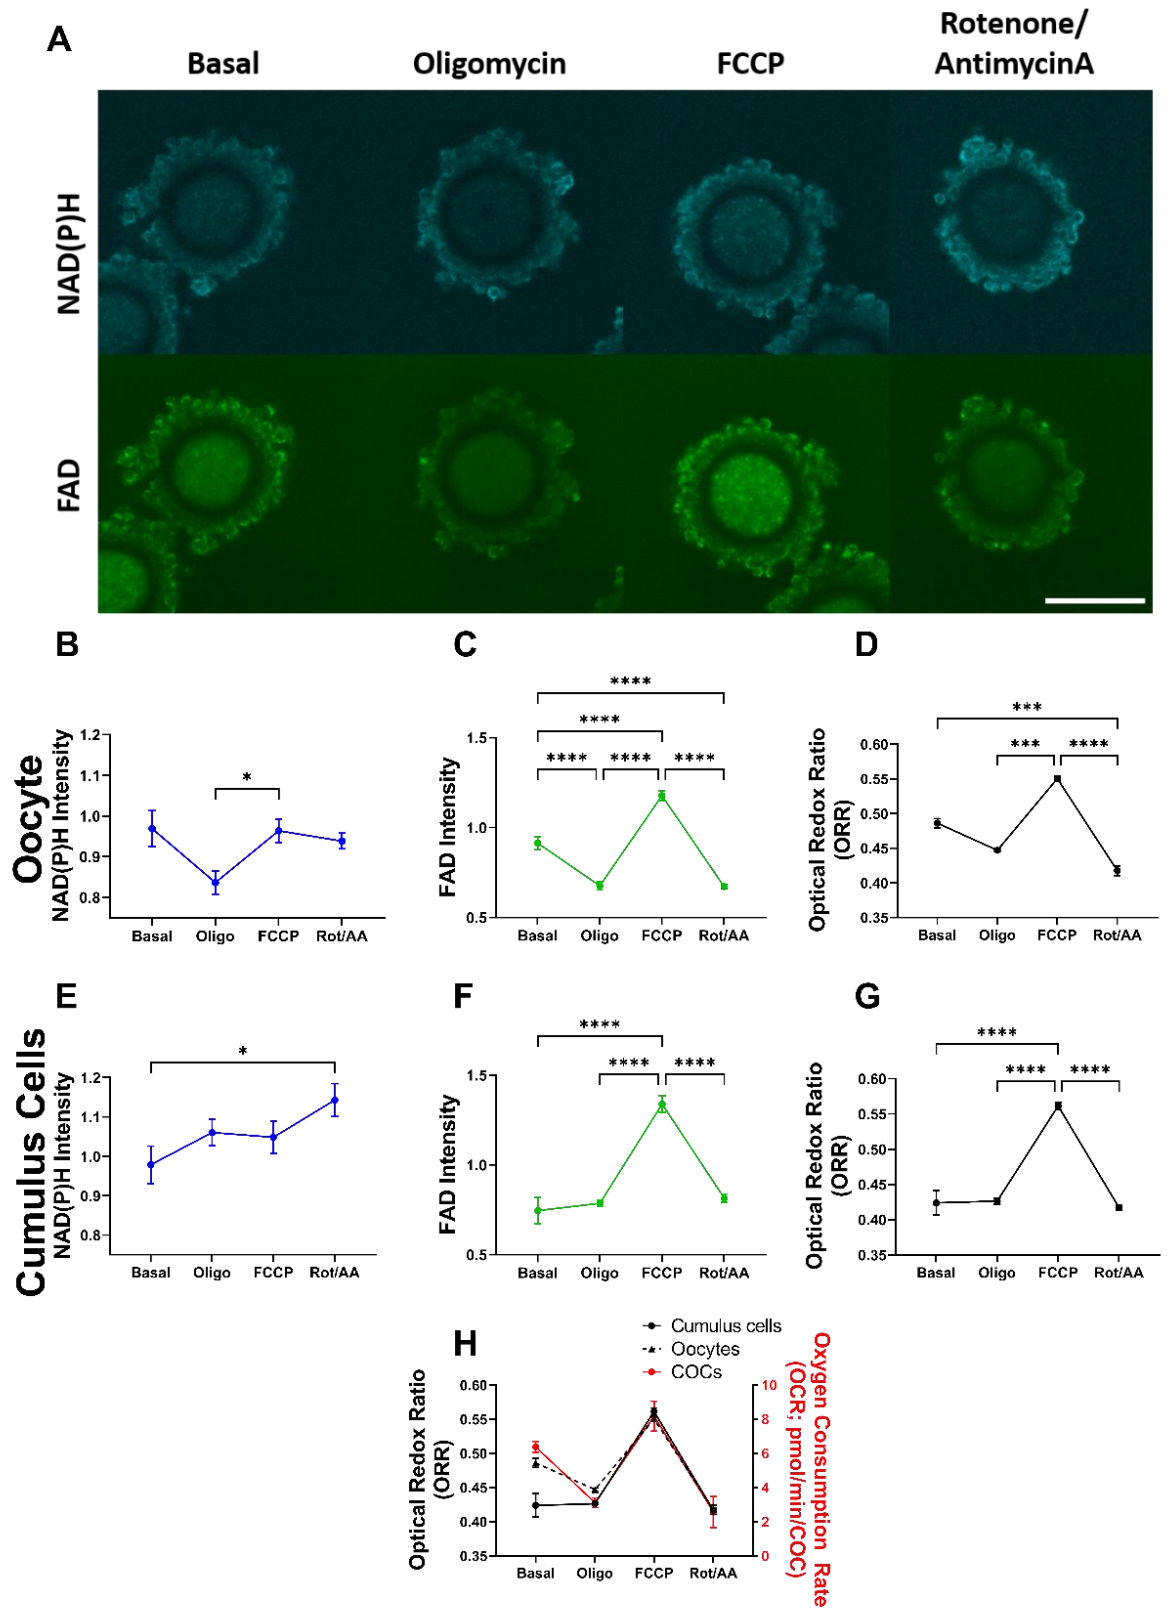 A
Basal
Oligomycin
FCCP
Rotenone/
AntimycinA
NAD(P)H
FAD
B
C
D
Oocyte
NAD(P)H Intensity
1.2
1.1
1.0
0.9
0.8
*
Basal
Oligo
FCCP
Rot/AA
FAD Intensity
1.5
1.0
0.5
****
****
****
****
****
Basal
Oligo
FCCP
Rot/AA
Optical Redox Ratio
(ORR)
0.60
0.55
0.50
0.45
0.40
0.35
***
***
****
Basal
Oligo
FCCP
Rot/AA
E
F
G
Cumulus Cells
NAD(P)H Intensity
1.2
1.1
1.0
0.9
0.8
*
Basal
Oligo
FCCP
Rot/AA
FAD Intensity
1.5
1.0
0.5
****
****
****
Basal
Oligo
FCCP
Rot/AA
Optical Redox Ratio
(ORR)
0.60
0.55
0.50
0.45
0.40
0.35
****
****
****
Basal
Oligo
FCCP
Rot/AA
H
Cumulus cells
Oocytes
COCs
Optical Redox Ratio
(ORR)
0.60
0.55
0.50
0.45
0.40
0.35
10
8
6
4
2
0
Oxygen Consumption Rate
(OCR; pmol/min/COC)
Basal
Oligo
FCCP
Rot/AA